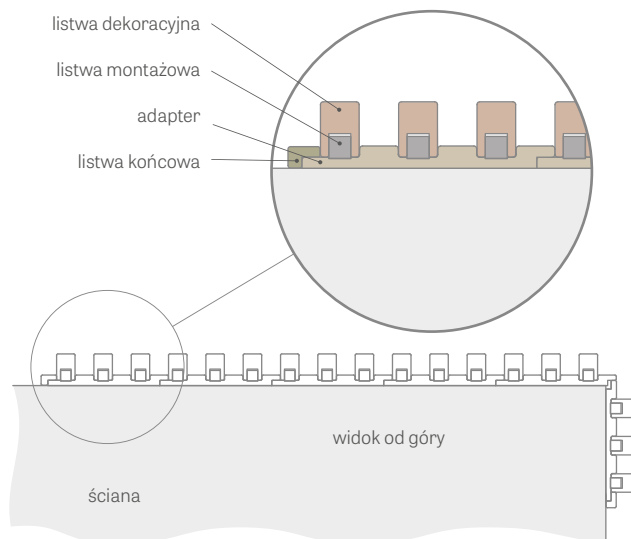 listwa dekoracyjna
listwa montażowa
adapter
listwa końcowa
widok od góry
ściana